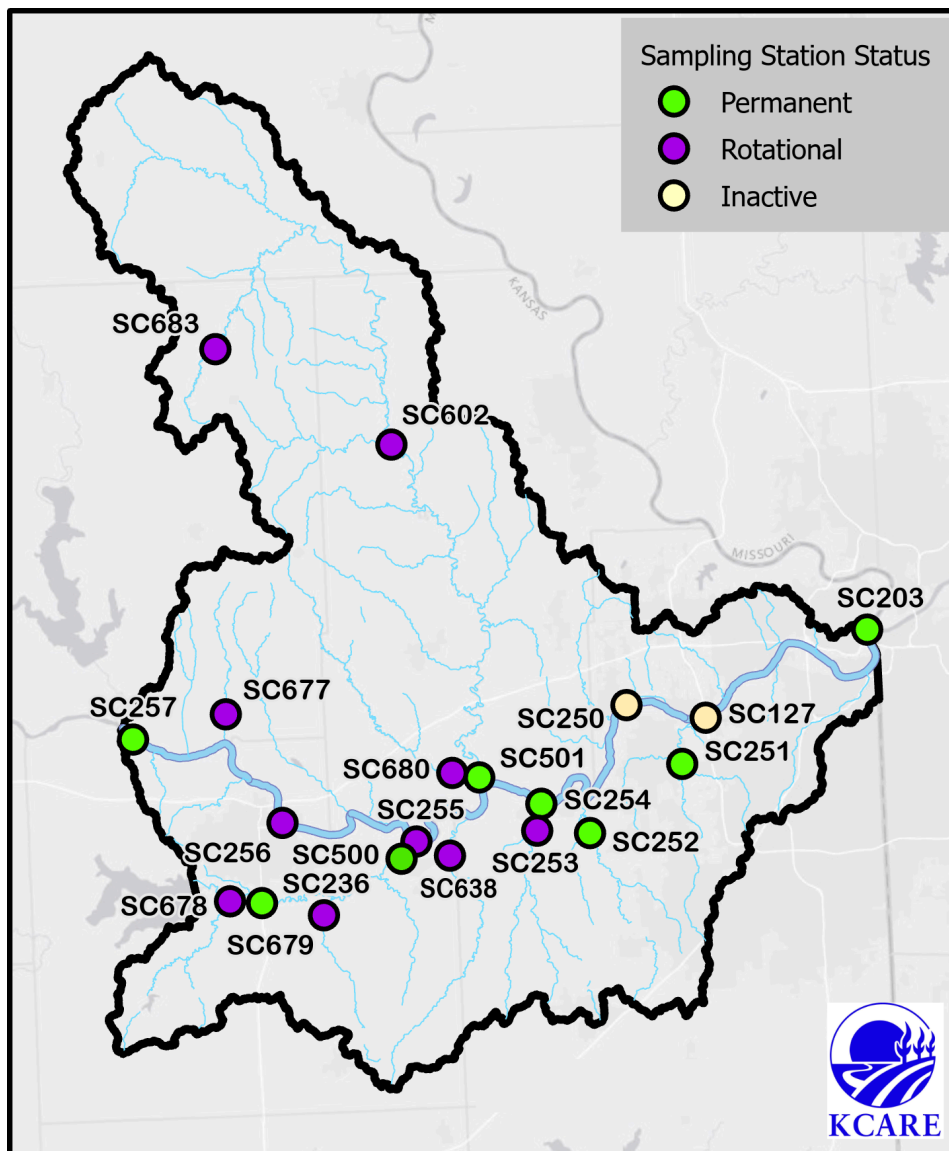 Sampling Station Status
Permanent
Rotational
Inactive
KANSAS
SC683
SC602
MISSOURI
SC203
SC677
SC257
SC250
SC127
SC251
SC680
SC501
SC255
SC254
SC256
SC500
SC253
SC252
SC638
SC678
SC236
SC679
KCARE